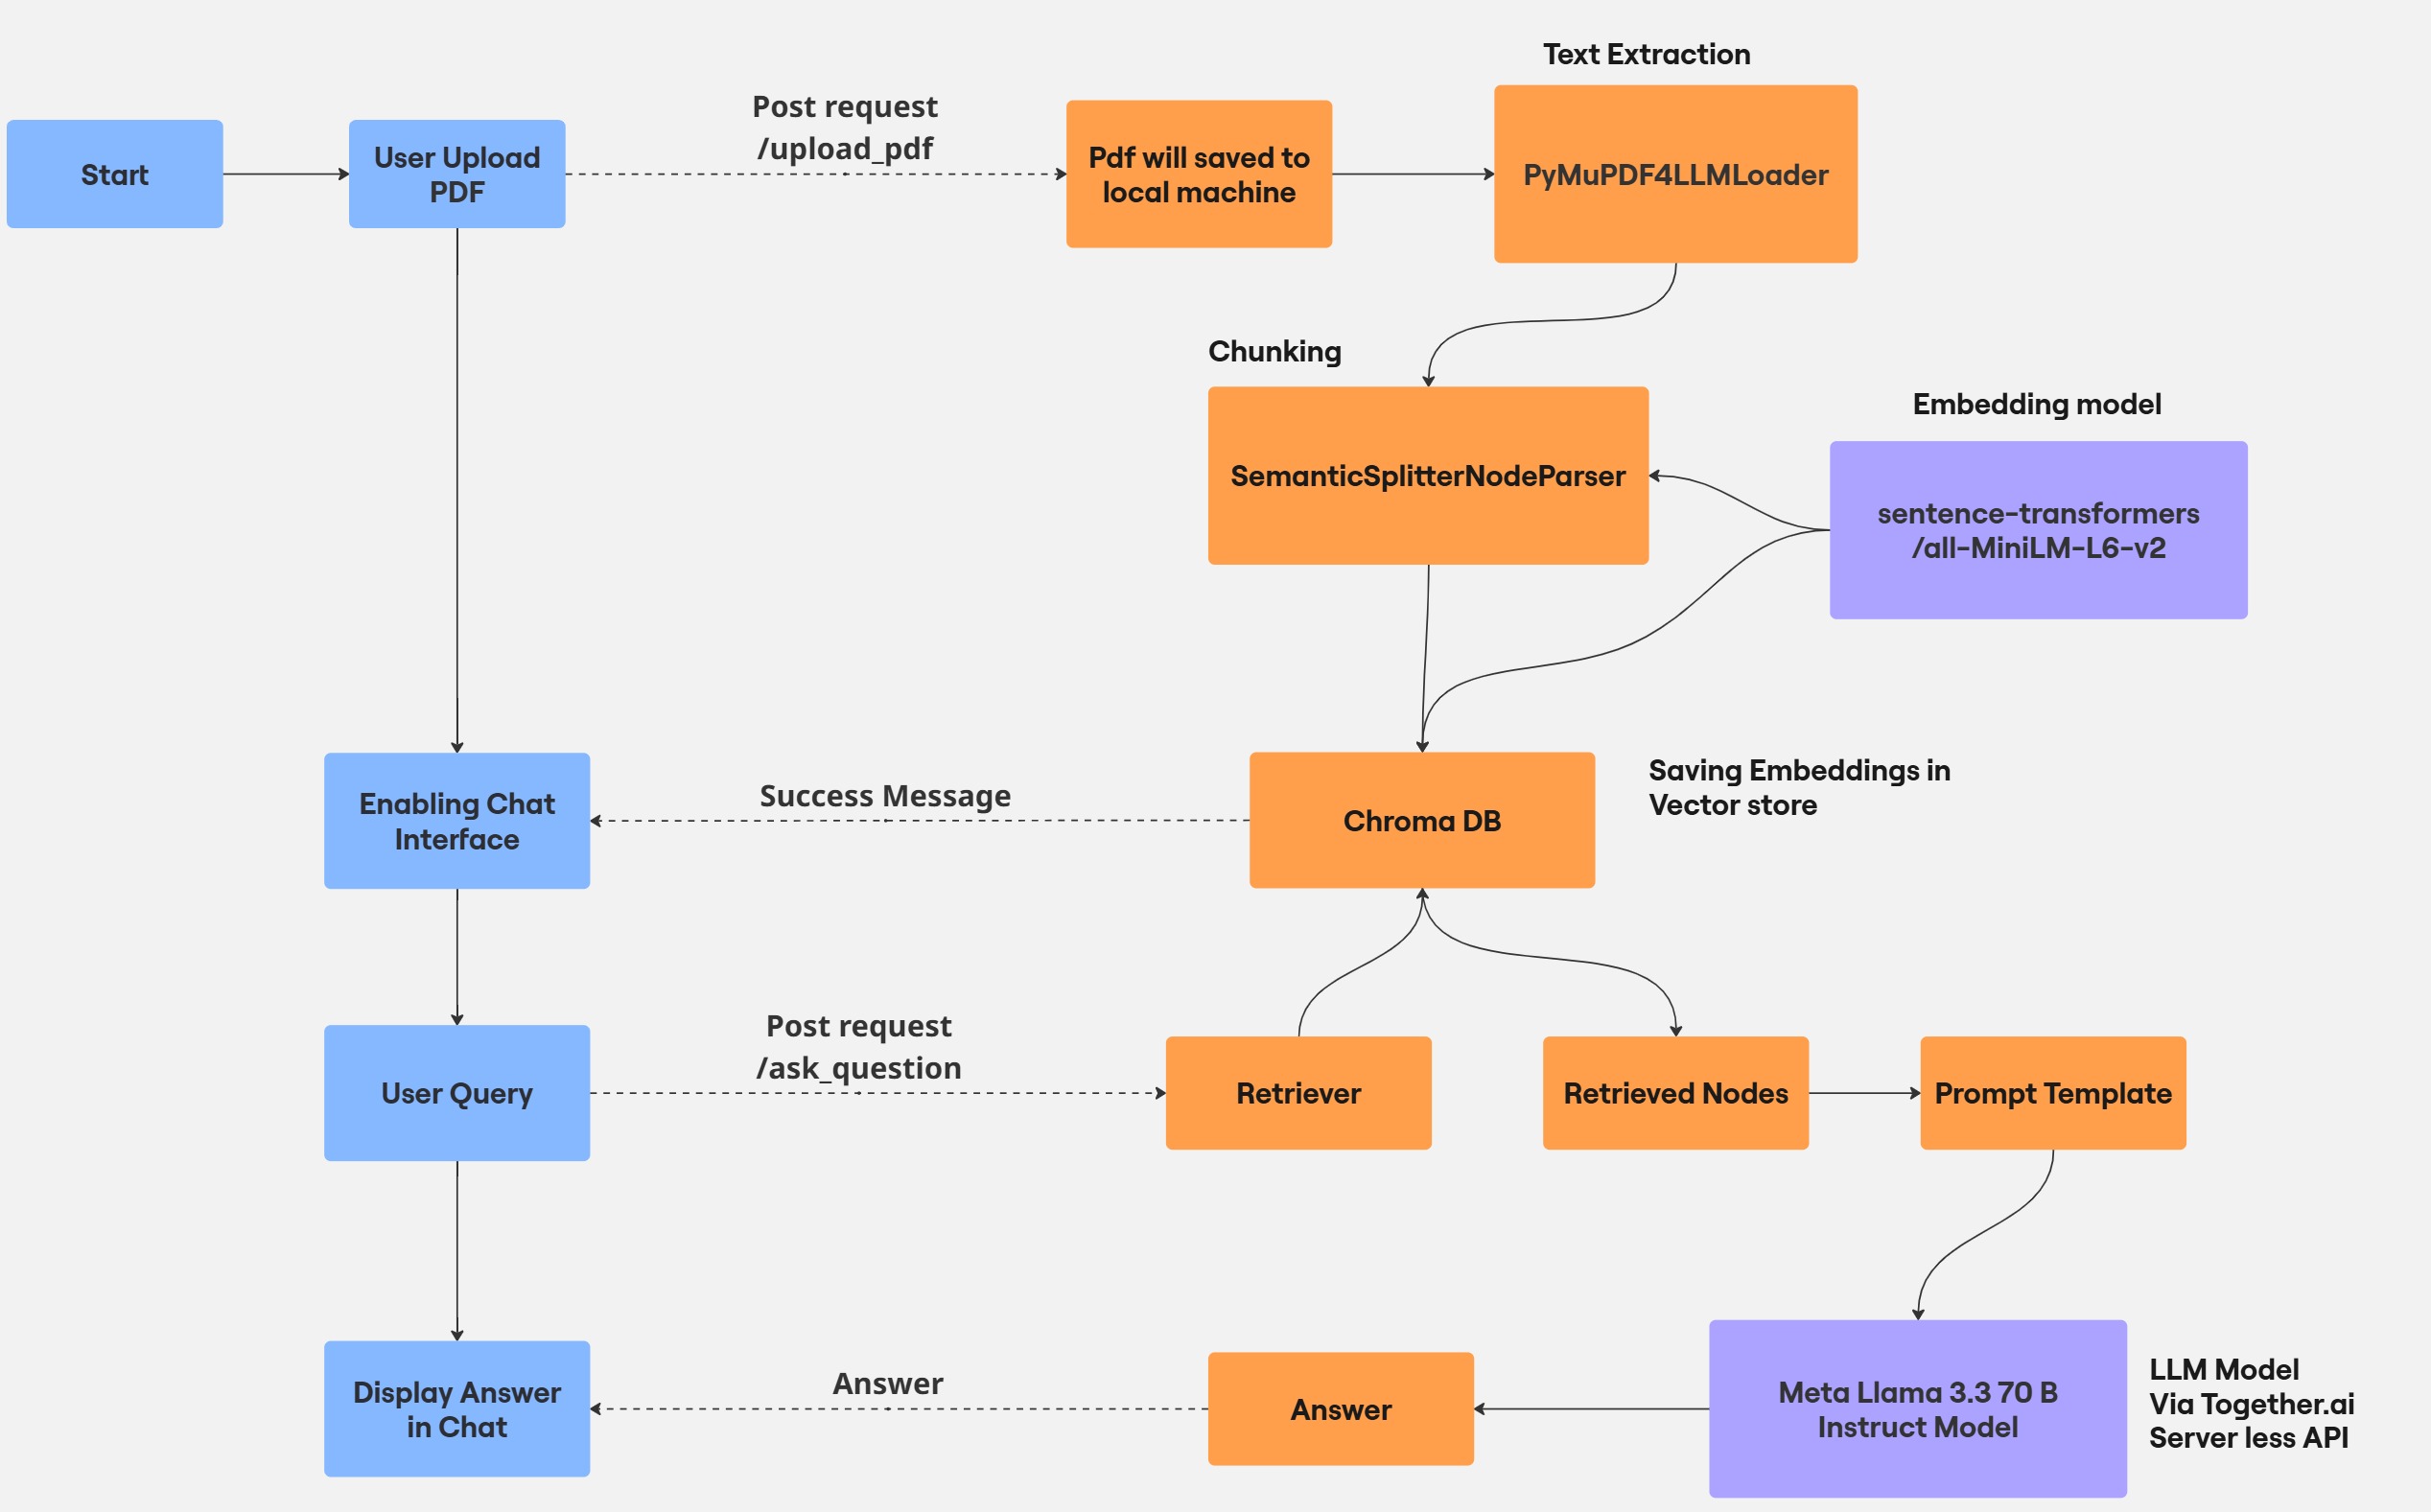 Text Extraction
Post request
/upload_pdf
Start
User Upload
PDF
Pdf will saved to
local machine
PyMuPDF4LLMLoader
Chunking
Embedding model
SemanticSplitterNodeParser
sentence-transformers
/all-MiniLM-L6-v2
Enabling Chat
Interface
Success Message
Chroma DB
Saving Embeddings in
Vector store
Post request
/ask_question
User Query
Retriever
Retrieved Nodes
Prompt Template
Display Answer
in Chat
Answer
Answer
Meta Llama 3.3 70 B
Instruct Model
LLM Model
Via Together.ai
Server less API